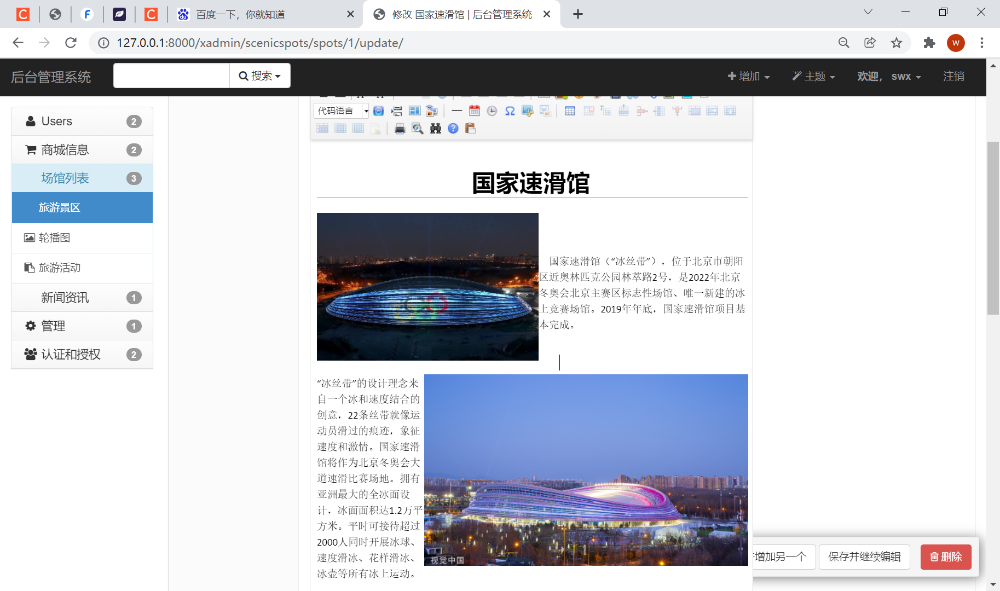 百度一下，你就知道
修改 国家速滑馆 | 后台管理系统
127.0.0.1:8000/xadmin/scenicspots/spots/1/update/
W
后台管理系统
搜索
增加
主题
欢迎， swx
注销
Users 2
商城信息 2
场馆列表 3
旅游景区
轮播图
旅游活动
新闻资讯 1
管理 1
认证和授权 2
代码语言
国家速滑馆
国家速滑馆（“冰丝带”），位于北京市朝阳
区近奥林匹克公园林萃路2号，是2022年北京
冬奥会北京主赛区标志性场馆、唯一新建的冰
上竞赛场馆。2019年年底，国家速滑馆项目基
本完成。
“冰丝带”的设计理念来
自一个冰和速度结合的
创意，22条丝带就像运
动员滑过的痕迹，象征
速度和激情。国家速滑
馆将作为北京冬奥会大
道速滑比赛场地。拥有
亚洲最大的全冰面设
计，冰面面积达1.2万平
方米。平时可接待超过
2000人同时开展冰球、
速度滑冰、花样滑冰、
冰壶等所有冰上运动。
视觉中国
增加另一个
保存并继续编辑
删除